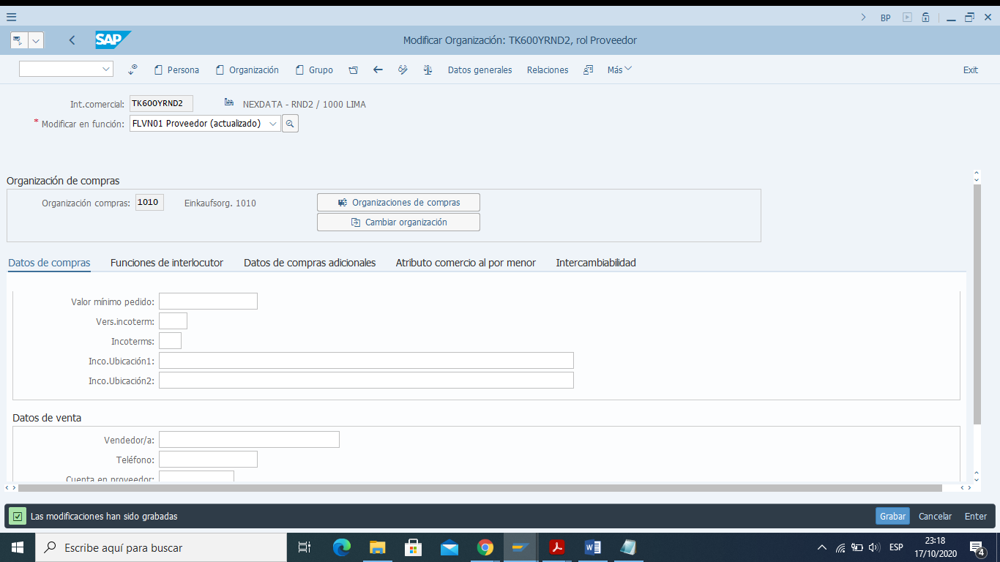 BP
SAP
Modificar Organización: TK600YRND2, rol Proveedor
Persona
Organización
Grupo
Datos generales
Relaciones
Más
Exit
Int.comercial: TK600YRND2 NEXDATA - RND2 / 1000 LIMA
* Modificar en función: FLVN01 Proveedor (actualizado)
Organización de compras
Organización compras: 1010 Einkaufsorg. 1010
Organizaciones de compras
Cambiar organización
Datos de compras
Funciones de interlocutor
Datos de compras adicionales
Atributo comercio al por menor
Intercambiabilidad
Valor mínimo pedido:
Vers.incoterm:
Incoterms:
Inco.Ubicación1:
Inco.Ubicación2:
Datos de venta
Vendedor/a:
Teléfono:
Cuenta en proveedor:
Las modificaciones han sido grabadas
Grabar
Cancelar
Enter
Escribe aquí para buscar
ESP
23:18
17/10/2020
4